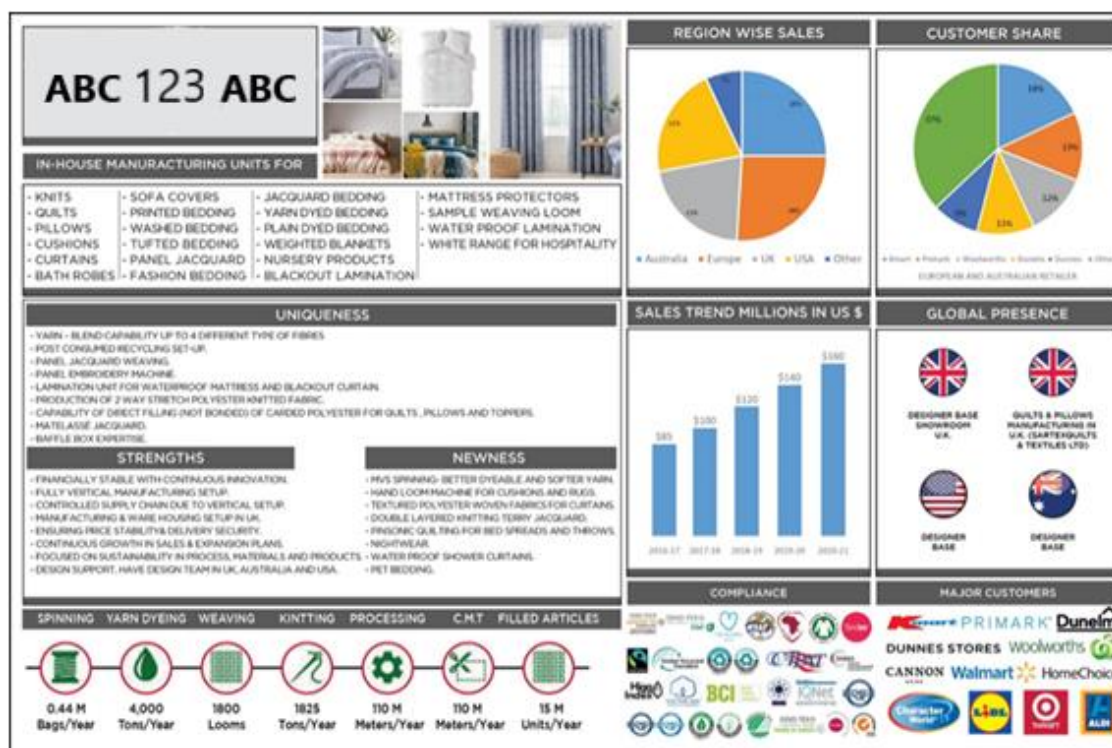 ABC 123 ABC
IN-HOUSE MANURACTURING UNITS FOR
- KNITS
- QUILTS
- PILLOWS
- CUSHIONS
- CURTAINS
- BATH ROBES
- SOFA COVERS
- PRINTED BEDDING
- WASHED BEDDING
- TUFTED BEDDING
- PANEL JACQUARD
- FASHION BEDDING
- JACQUARD BEDDING
- YARN DYED BEDDING
- PLAIN DYED BEDDING
- WEIGHTED BLANKETS
- NURSERY PRODUCTS
- BLACKOUT LAMINATION
- MATTRESS PROTECTORS
- SAMPLE WEAVING LOOM
- WATER PROOF LAMINATION
- WHITE RANGE FOR HOSPITALITY
REGION WISE SALES
Australia Europe UK USA Other
CUSTOMER SHARE
18%
13%
12%
11%
37%
EUROPEAN AND AUSTRALIAN RETAILER
UNIQUENESS
- YARN - BLEND CAPABILITY UP TO 4 DIFFERENT TYPE OF FIBRES
- POST CONSUMED RECYCLING SET-UP.
- PANEL JACQUARD WEAVING.
- PANEL EMBROIDERY MACHINE.
- LAMINATION UNIT FOR WATERPROOF MATTRESS AND BLACKOUT CURTAIN.
- PRODUCTION OF 2 WAY STRETCH POLYESTER KNITTED FABRIC.
- CAPABILITY OF DIRECT FILLING (NOT BONDED) OF CARDED POLYESTER FOR QUILTS , PILLOWS AND TOPPERS.
- MATELASSE JACQUARD.
- BAFFLE BOX EXPERTISE.
STRENGTHS
- FINANCIALLY STABLE WITH CONTINUOUS INNOVATION.
- FULLY VERTICAL MANUFACTURING SETUP.
- CONTROLLED SUPPLY CHAIN DUE TO VERTICAL SETUP.
- MANUFACTURING & WARE HOUSING SETUP IN UK.
- ENSURING PRICE STABILITY& DELIVERY SECURITY.
- CONTINUOUS GROWTH IN SALES & EXPANSION PLANS.
- FOCUSED ON SUSTAINABILITY IN PROCESS, MATERIALS AND PRODUCTS.
- DESIGN SUPPORT. HAVE DESIGN TEAM IN UK, AUSTRALIA AND USA.
NEWNESS
- MVS SPINNING- BETTER DYEABLE AND SOFTER YARN.
- HAND LOOM MACHINE FOR CUSHIONS AND RUGS.
- TEXTURED POLYESTER WOVEN FABRICS FOR CURTAINS.
- DOUBLE LAYERED KNITTING TERRY JACQUARD.
- PINSONIC QUILTING FOR BED SPREADS AND THROWS.
- NIGHTWEAR.
- WATER PROOF SHOWER CURTAINS.
- PET BEDDING.
SALES TREND MILLIONS IN US $
$85
$100
$120
$140
$160
2016-17 2017-18 2018-19 2019-20 2020-21
GLOBAL PRESENCE
DESIGNER BASE
SHOWROOM
U.K.
QUILTS & PILLOWS
MANUFACTURING IN
U.K. (SARTEXQUILTS
& TEXTILES LTD)
DESIGNER
BASE
DESIGNER
BASE
SPINNING YARN DYEING WEAVING KINTTING PROCESSING C.M.T FILLED ARTICLES
0.44 M
Bags/Year
4,000
Tons/Year
1800
Looms
1825
Tons/Year
110 M
Meters/Year
110 M
Meters/Year
15 M
Units/Year
COMPLIANCE
Higg
Index
BCI
IQNet
MAJOR CUSTOMERS
Kmart PRIMARK Dunelm
DUNNES STORES Woolworths
CANNON Walmart HomeChoice
Character World LIDL TARGET ALDI